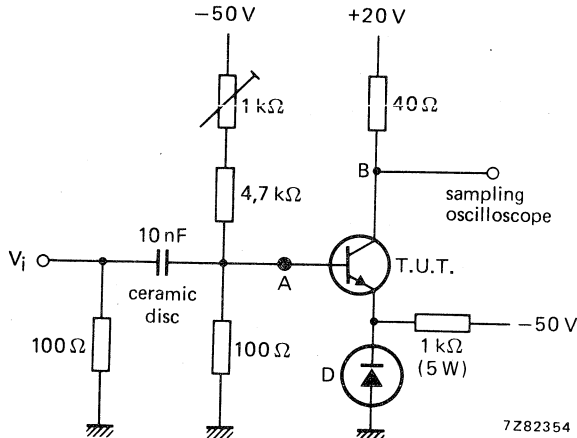 −50 V
+20 V
1 kΩ
40 Ω
B
4,7 kΩ
sampling
oscilloscope
10 nF
Vi
A
T.U.T.
ceramic
disc
−50 V
100 Ω
100 Ω
1 kΩ
(5 W)
D
7Z82354